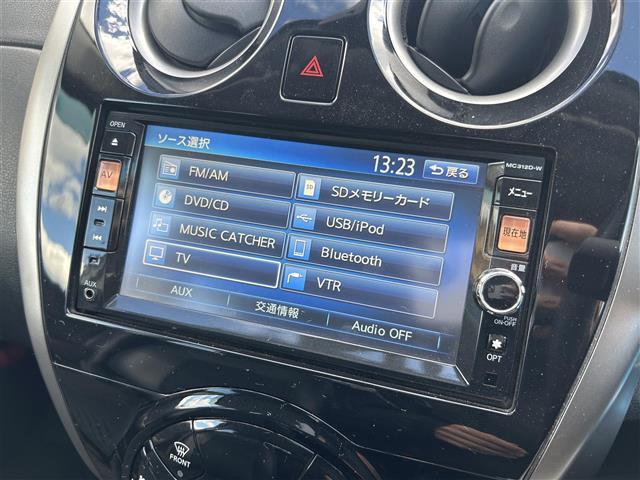 OPEN
AV
AUX
ソース選択
13:23
戻る
FM/AM
SDメモリーカード
SD
DVD/CD
USB/iPod
MUSIC CATCHER
Bluetooth
TV
VTR
AUX
交通情報
Audio OFF
MC312D-W
メニュー
現在地
音量
PUSH
ON-OFF
OPT
FRONT